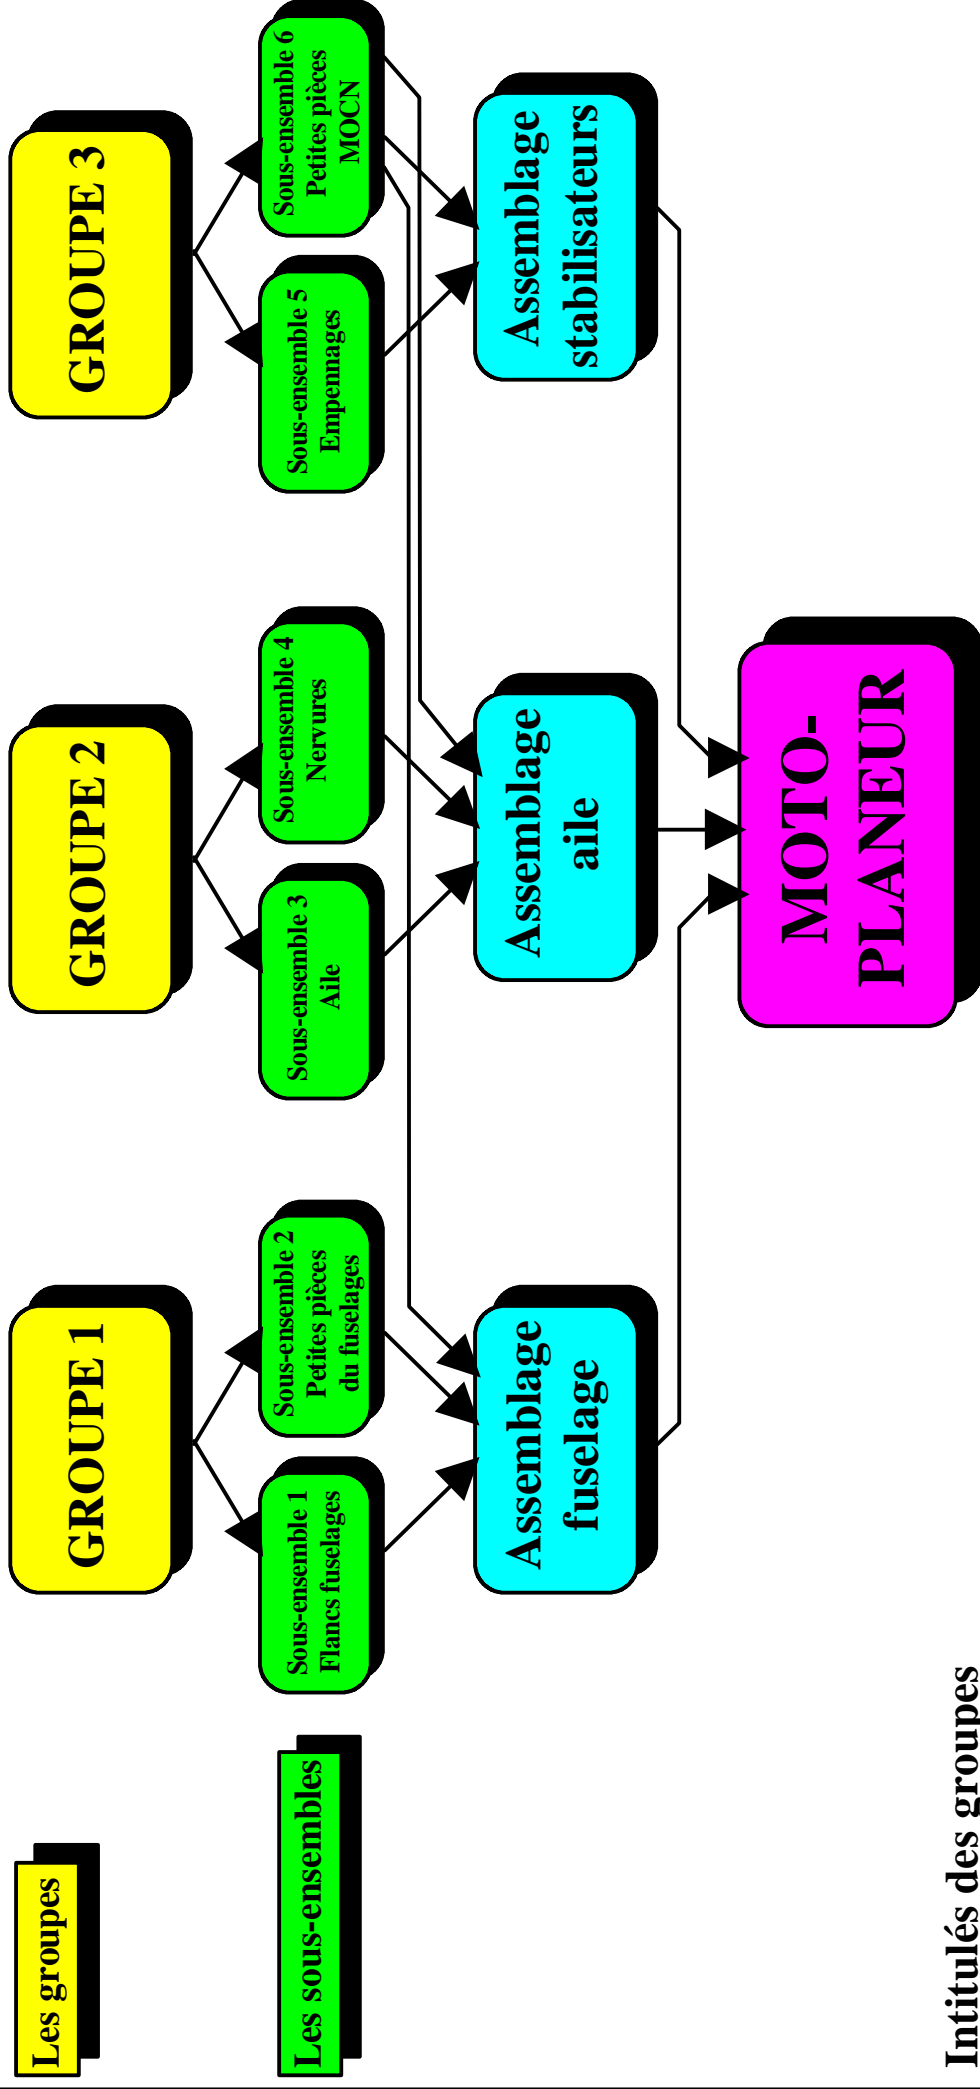 Les groupes
GROUPE 1
GROUPE 2
GROUPE 3
Les sous-ensembles
Sous-ensemble 1
Flancs fuselages
Sous-ensemble 2
Petites pièces
du fuselages
Sous-ensemble 3
Aile
Sous-ensemble 4
Nervures
Sous-ensemble 5
Empennages
Sous-ensemble 6
Petites pièces
MOCN
Assemblage
fuselage
Assemblage
aile
Assemblage
stabilisateurs
MOTO-
PLANEUR
Intitulés des groupes